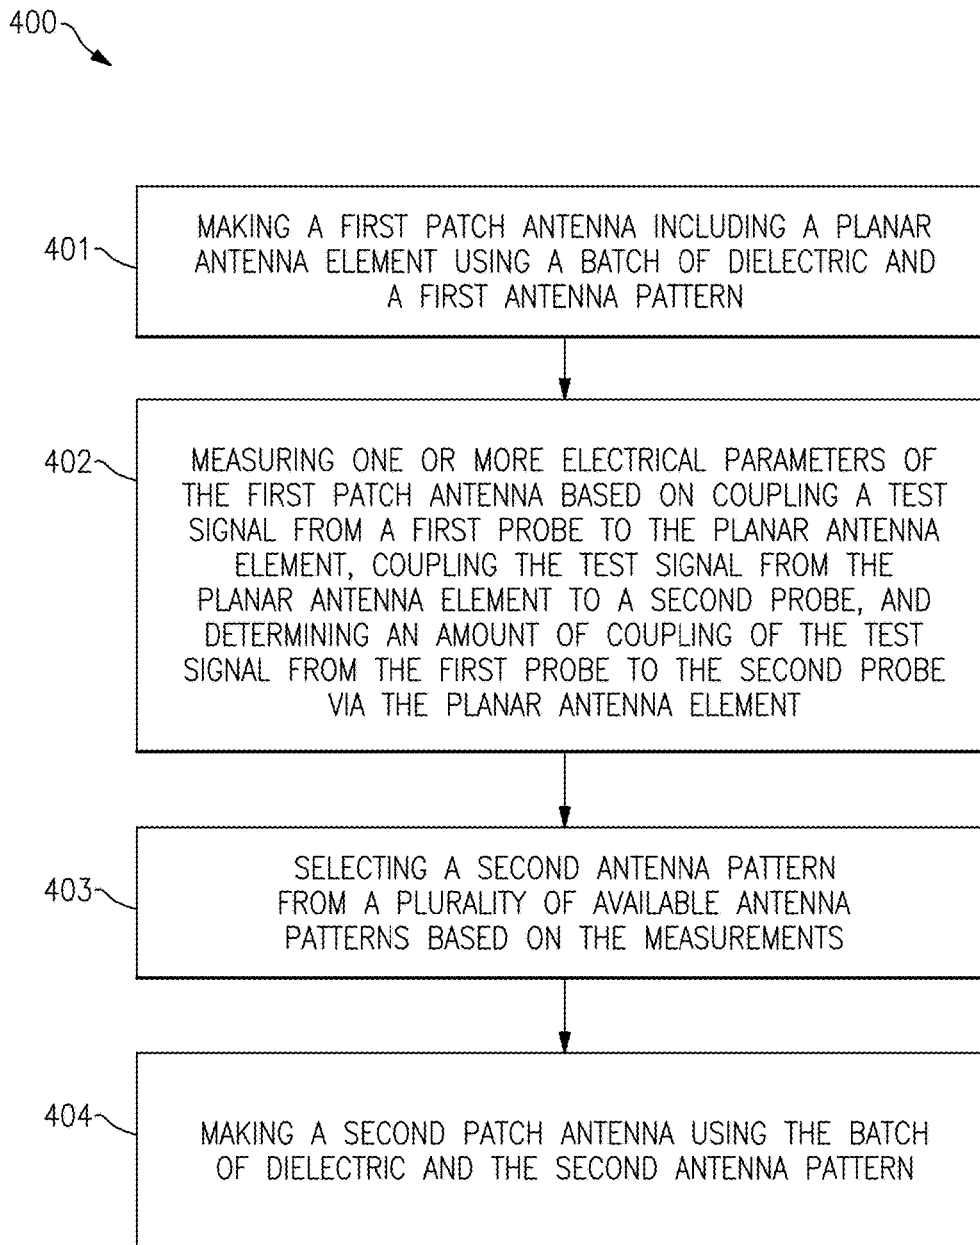 400
401
MAKING A FIRST PATCH ANTENNA INCLUDING A PLANAR
ANTENNA ELEMENT USING A BATCH OF DIELECTRIC AND
A FIRST ANTENNA PATTERN
402
MEASURING ONE OR MORE ELECTRICAL PARAMETERS OF
THE FIRST PATCH ANTENNA BASED ON COUPLING A TEST
SIGNAL FROM A FIRST PROBE TO THE PLANAR ANTENNA
ELEMENT, COUPLING THE TEST SIGNAL FROM THE
PLANAR ANTENNA ELEMENT TO A SECOND PROBE, AND
DETERMINING AN AMOUNT OF COUPLING OF THE TEST
SIGNAL FROM THE FIRST PROBE TO THE SECOND PROBE
VIA THE PLANAR ANTENNA ELEMENT
403
SELECTING A SECOND ANTENNA PATTERN
FROM A PLURALITY OF AVAILABLE ANTENNA
PATTERNS BASED ON THE MEASUREMENTS
404
MAKING A SECOND PATCH ANTENNA USING THE BATCH
OF DIELECTRIC AND THE SECOND ANTENNA PATTERN